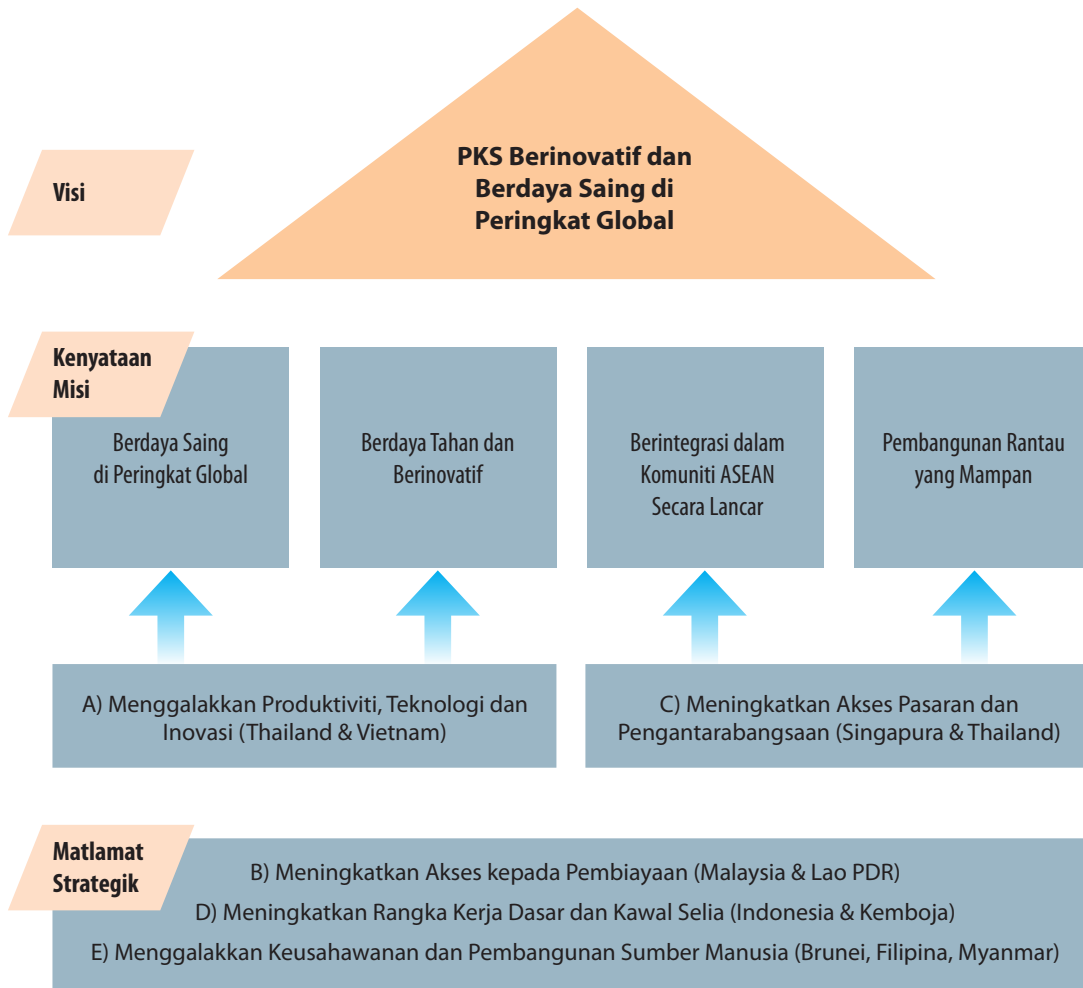 Visi
PKS Berinovatif dan
Berdaya Saing di
Peringkat Global
Kenyataan
Misi
Berdaya Saing
di Peringkat Global
Berdaya Tahan dan
Berinovatif
Berintegrasi dalam
Komuniti ASEAN
Secara Lancar
Pembangunan Rantau
yang Mampan
A) Menggalakkan Produktiviti, Teknologi dan
Inovasi (Thailand & Vietnam)
C) Meningkatkan Akses Pasaran dan
Pengantarabangsaan (Singapura & Thailand)
Matlamat
Strategik
B) Meningkatkan Akses kepada Pembiayaan (Malaysia & Lao PDR)
D) Meningkatkan Rangka Kerja Dasar dan Kawal Selia (Indonesia & Kemboja)
E) Menggalakkan Keusahawanan dan Pembangunan Sumber Manusia (Brunei, Filipina, Myanmar)